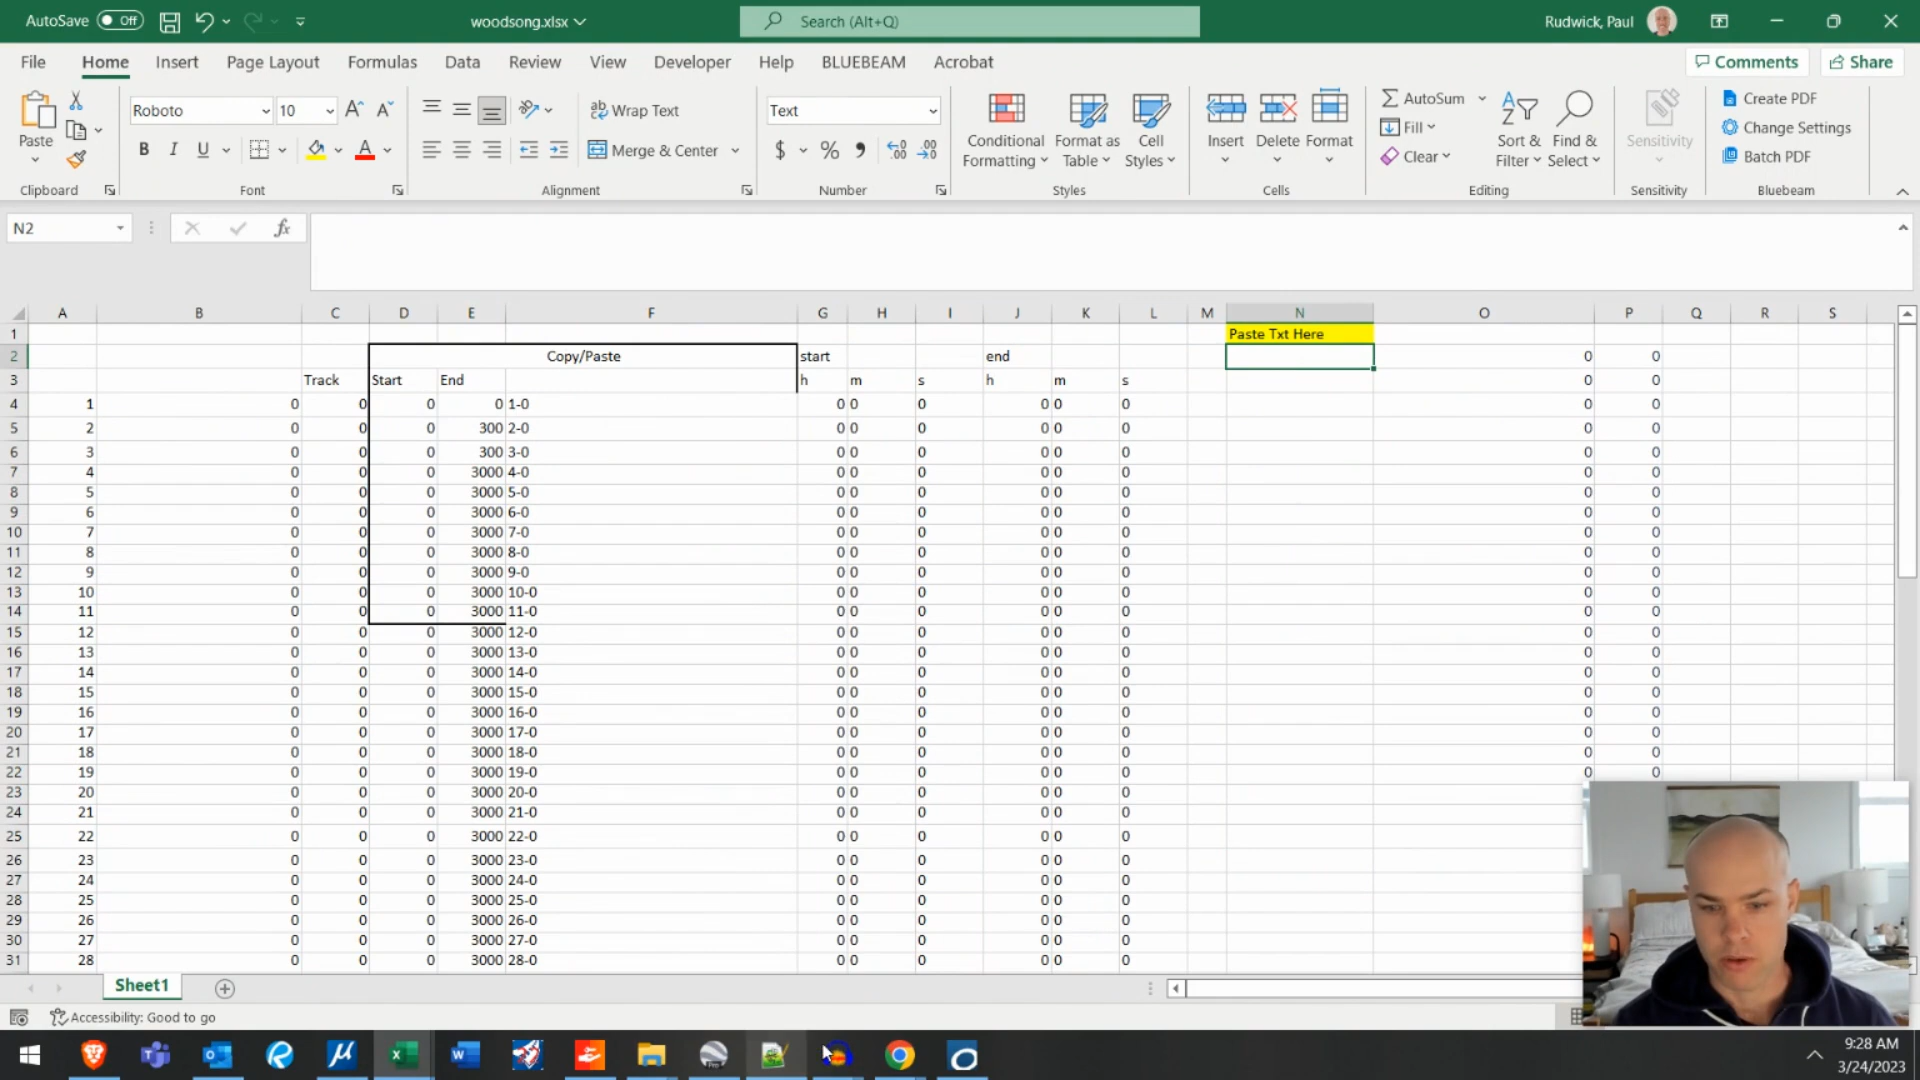 AutoSave Off woodsong.xlsx Search (Alt+Q) Rudwick, Paul
File Home Insert Page Layout Formulas Data Review View Developer Help BLUEBEAM Acrobat Comments Share
Roboto 10 Wrap Text Text AutoSum Create PDF
Paste Conditional Format as Cell Insert Delete Format Fill Sort & Find & Sensitivity Change Settings
B I U A Merge & Center $ % Formatting Table Styles Clear Filter Select Batch PDF
Clipboard Font Alignment Number Styles Cells Editing Sensitivity Bluebeam
N2 fx
A B C D E F G H I J K L M N O P Q R S
1 Paste Txt Here
2 Copy/Paste start end 0 0
3 Track Start End h m s h m s 0 0
4 1 0 0 0 0 1-0 0 0 0 0 0 0 0 0
5 2 0 0 0 300 2-0 0 0 0 0 0 0 0 0
6 3 0 0 0 300 3-0 0 0 0 0 0 0 0 0
7 4 0 0 0 3000 4-0 0 0 0 0 0 0 0 0
8 5 0 0 0 3000 5-0 0 0 0 0 0 0 0 0
9 6 0 0 0 3000 6-0 0 0 0 0 0 0 0 0
10 7 0 0 0 3000 7-0 0 0 0 0 0 0 0 0
11 8 0 0 0 3000 8-0 0 0 0 0 0 0 0 0
12 9 0 0 0 3000 9-0 0 0 0 0 0 0 0 0
13 10 0 0 0 3000 10-0 0 0 0 0 0 0 0 0
14 11 0 0 0 3000 11-0 0 0 0 0 0 0 0 0
15 12 0 0 0 3000 12-0 0 0 0 0 0 0 0 0
16 13 0 0 0 3000 13-0 0 0 0 0 0 0 0 0
17 14 0 0 0 3000 14-0 0 0 0 0 0 0 0 0
18 15 0 0 0 3000 15-0 0 0 0 0 0 0 0 0
19 16 0 0 0 3000 16-0 0 0 0 0 0 0 0 0
20 17 0 0 0 3000 17-0 0 0 0 0 0 0 0 0
21 18 0 0 0 3000 18-0 0 0 0 0 0 0 0 0
22 19 0 0 0 3000 19-0 0 0 0 0 0 0 0 0
23 20 0 0 0 3000 20-0 0 0 0 0 0 0
24 21 0 0 0 3000 21-0 0 0 0 0 0 0
25 22 0 0 0 3000 22-0 0 0 0 0 0 0
26 23 0 0 0 3000 23-0 0 0 0 0 0 0
27 24 0 0 0 3000 24-0 0 0 0 0 0 0
28 25 0 0 0 3000 25-0 0 0 0 0 0 0
29 26 0 0 0 3000 26-0 0 0 0 0 0 0
30 27 0 0 0 3000 27-0 0 0 0 0 0 0
31 28 0 0 0 3000 28-0 0 0 0 0 0 0
Sheet1
Accessibility: Good to go
9:28 AM
3/24/2023